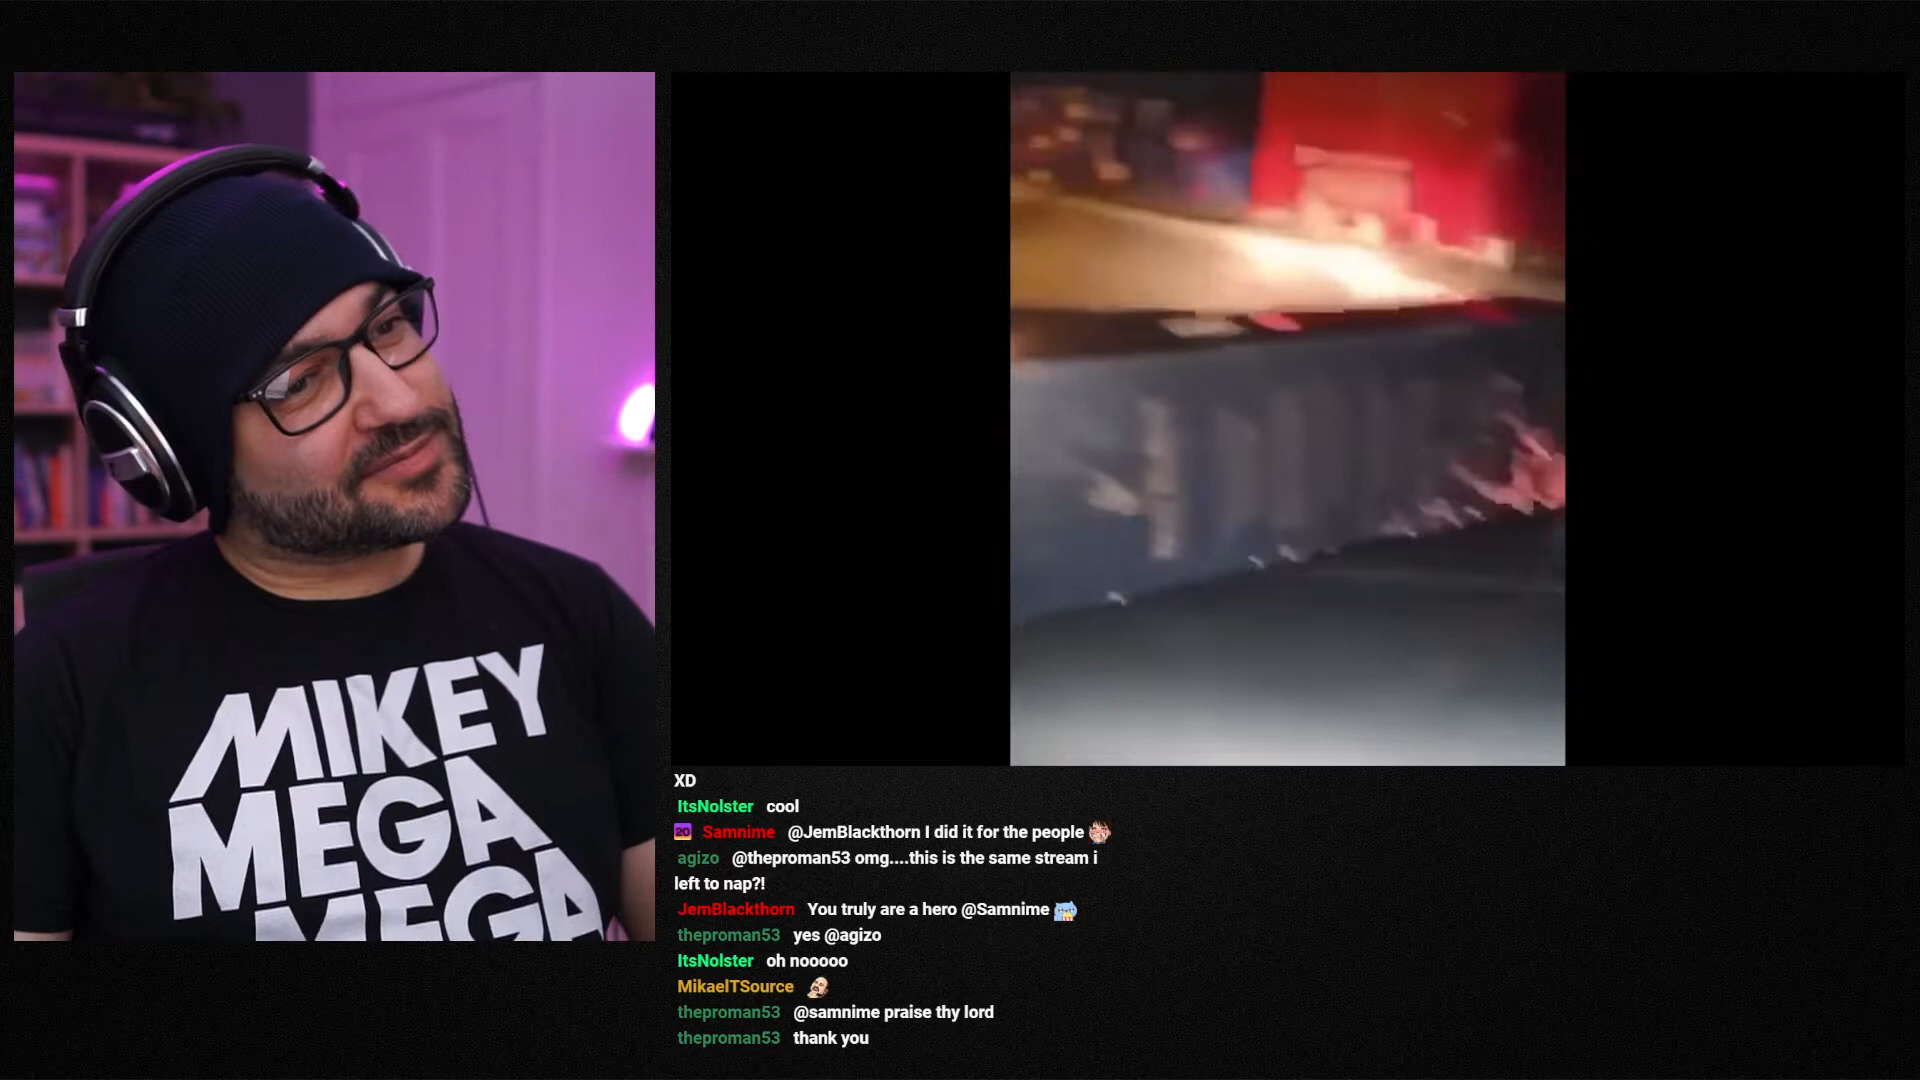 MIKEY
MEGA
MEGA
XD
ItsNolster cool
20 Samnime @JemBlackthorn I did it for the people
agizo @theproman53 omg....this is the same stream i
left to nap?!
JemBlackthorn You truly are a hero @Samnime
theproman53 yes @agizo
ItsNolster oh nooooo
MikaelTSource
theproman53 @samnime praise thy lord
theproman53 thank you